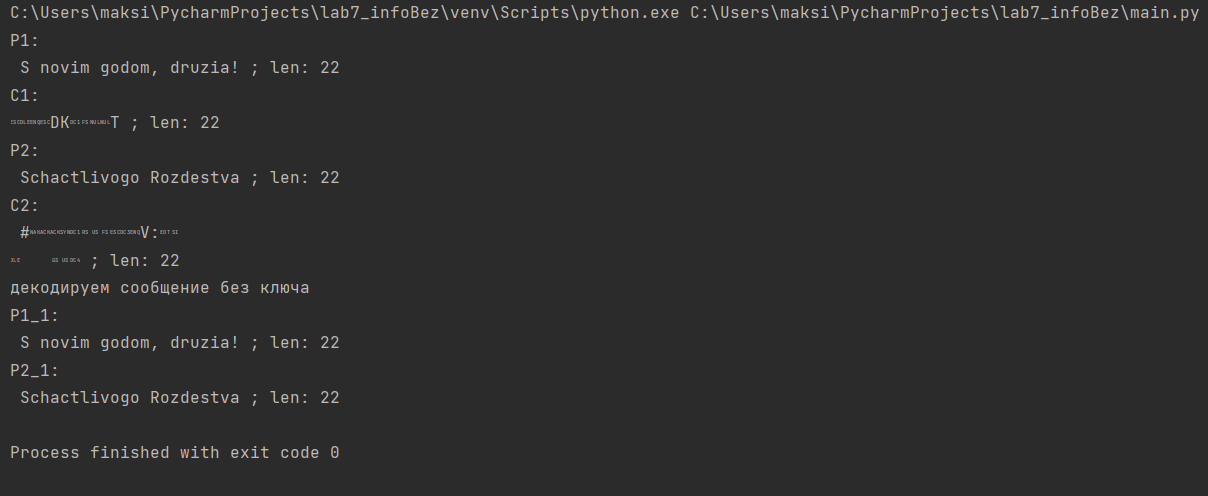 C:\Users\maksi\PycharmProjects\lab7_infoBez\venv\Scripts\python.exe C:\Users\maksi\PycharmProjects\lab7_infoBez\main.py
P1:
S novim godom, druzia! ; len: 22
C1:
DK T ; len: 22
P2:
Schactlivogo Rozdestva ; len: 22
C2:
# V:
; len: 22
декодируем сообщение без ключа
P1_1:
S novim godom, druzia! ; len: 22
P2_1:
Schactlivogo Rozdestva ; len: 22
Process finished with exit code 0